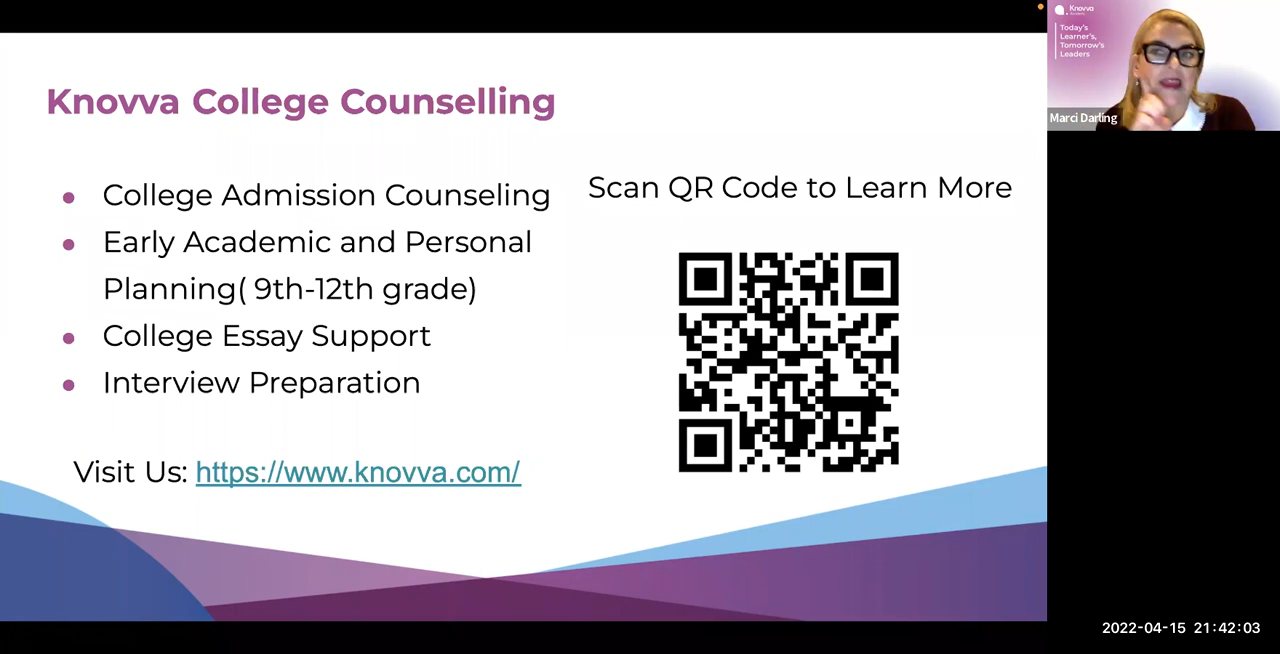 Knovva College Counselling
● College Admission Counseling
● Early Academic and Personal
Planning( 9th-12th grade)
● College Essay Support
● Interview Preparation
Visit Us: https://www.knovva.com/
Scan QR Code to Learn More
Knovva
Academy
Today's
Learner's,
Tomorrow's
Leaders
Marci Darling
2022-04-15 21:42:03